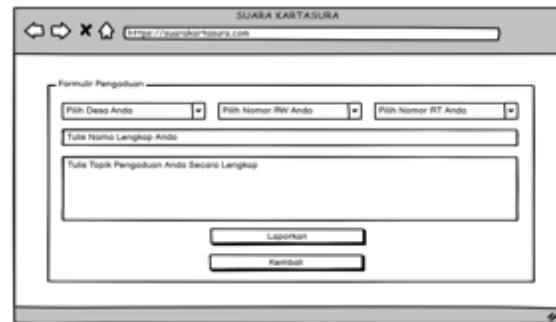 SUARA KARTASURA
https://suarakartasura.com
Formulir Pengaduan
Pilih Desa Anda Pilih Nomor RW Anda Pilih Nomor RT Anda
Tulis Nama Lengkap Anda
Tulis Topik Pengaduan Anda Secara Lengkap
Laporkan
Kembali